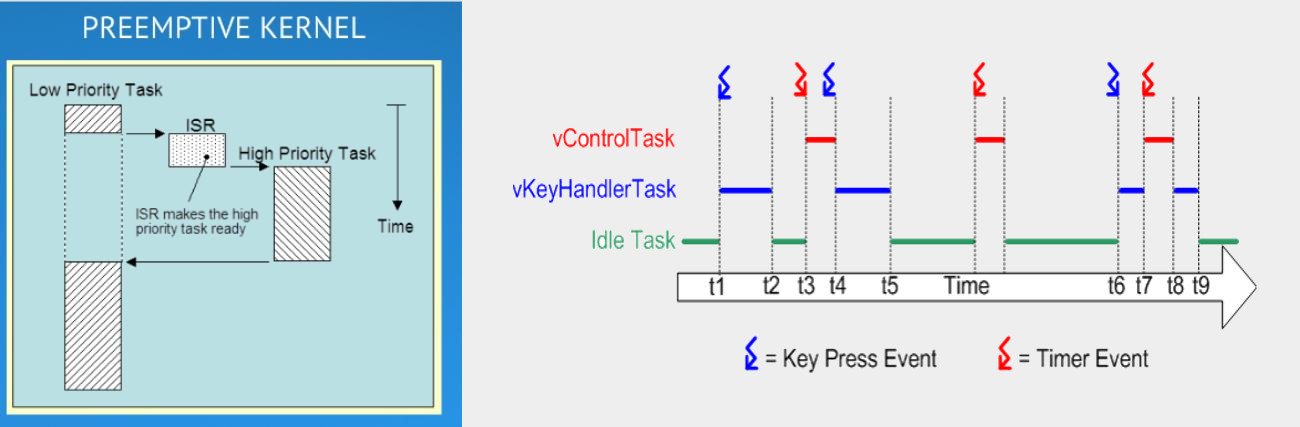 PREEMPTIVE KERNEL
Low Priority Task
ISR
High Priority Task
ISR makes the high
priority task ready
Time
vControlTask
vKeyHandlerTask
Idle Task
t1 t2 t3 t4 t5 Time t6 t7 t8 t9
= Key Press Event
= Timer Event